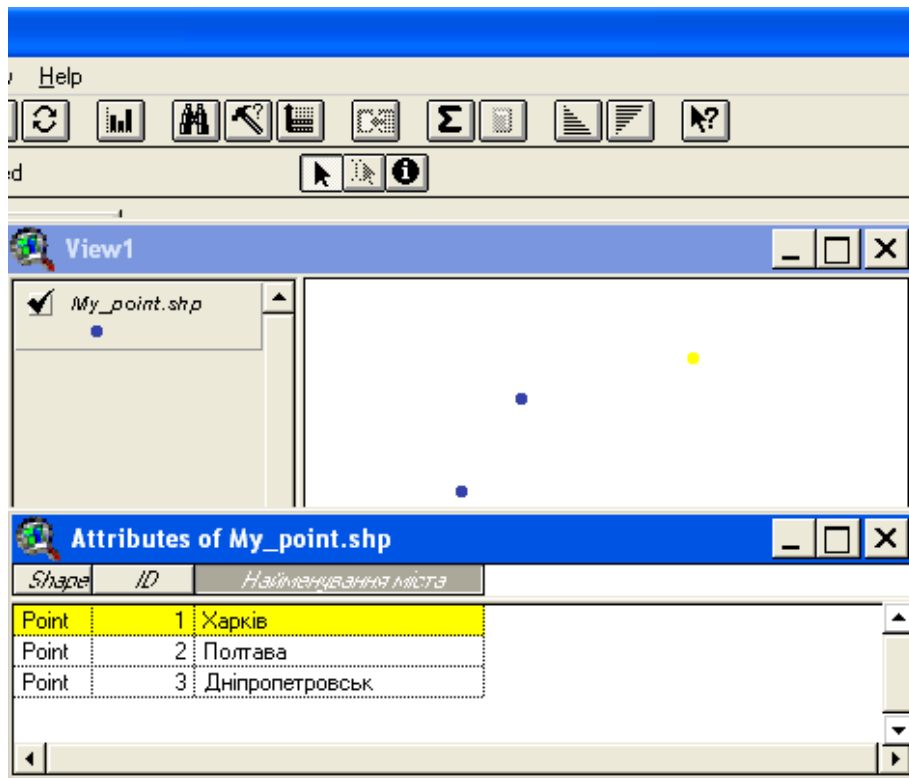 Help
ed
View1
My_point.shp
Attributes of My_point.shp
Shape ID Найменування міста
Point 1 Харків
Point 2 Полтава
Point 3 Дніпропетровськ